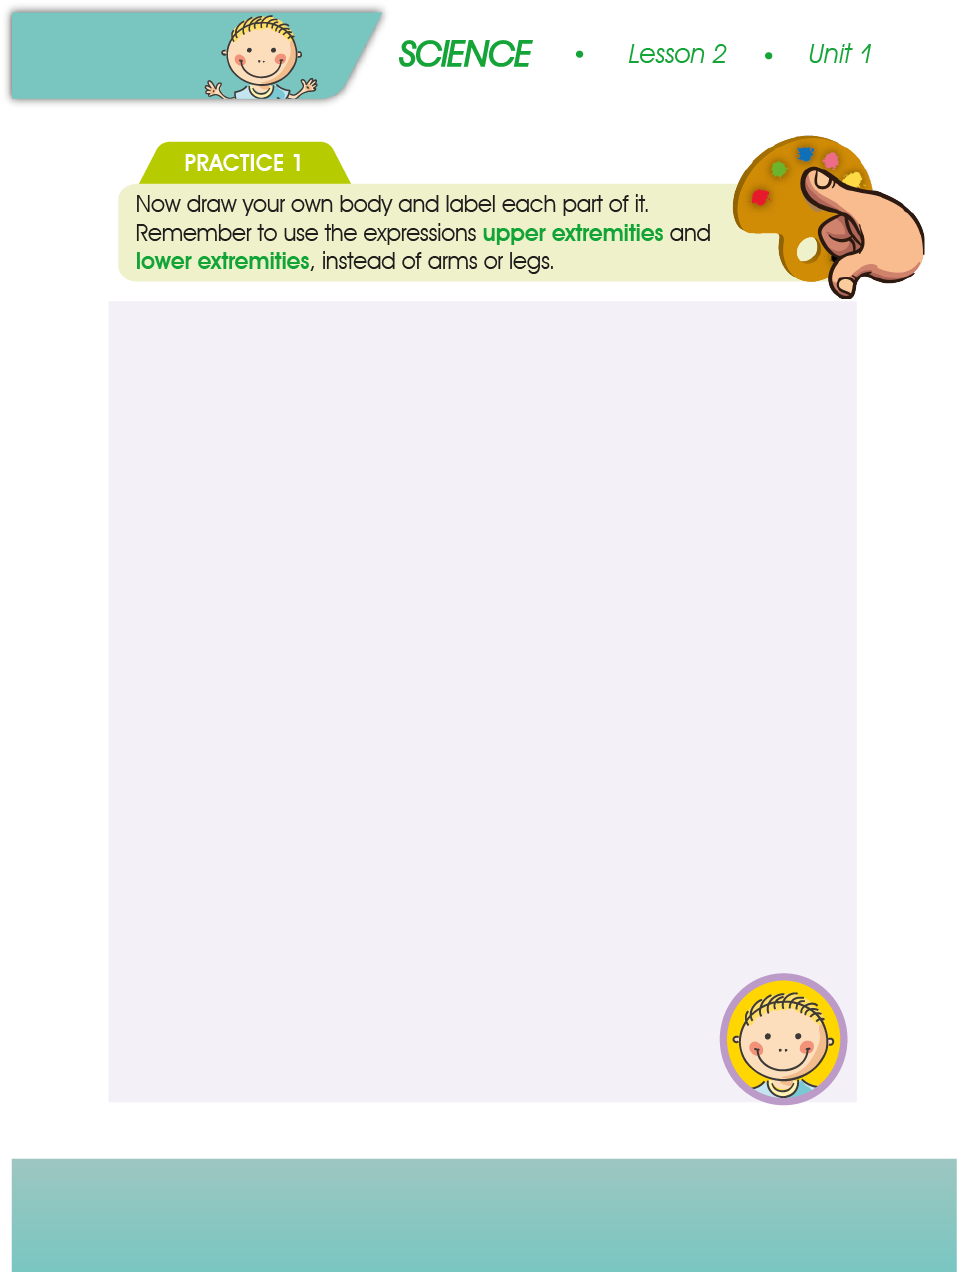 SCIENCE • Lesson 2 • Unit 1
PRACTICE 1
Now draw your own body and label each part of it.
Remember to use the expressions upper extremities and
lower extremities, instead of arms or legs.